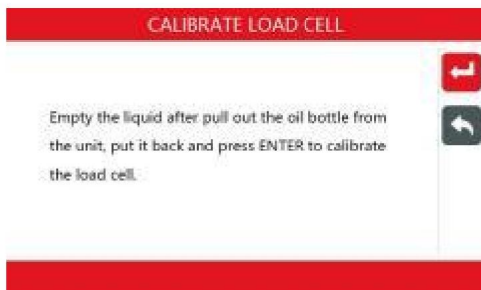 CALIBRATE LOAD CELL
Empty the liquid after pull out the oil bottle from
the unit, put it back and press ENTER to calibrate
the load cell.